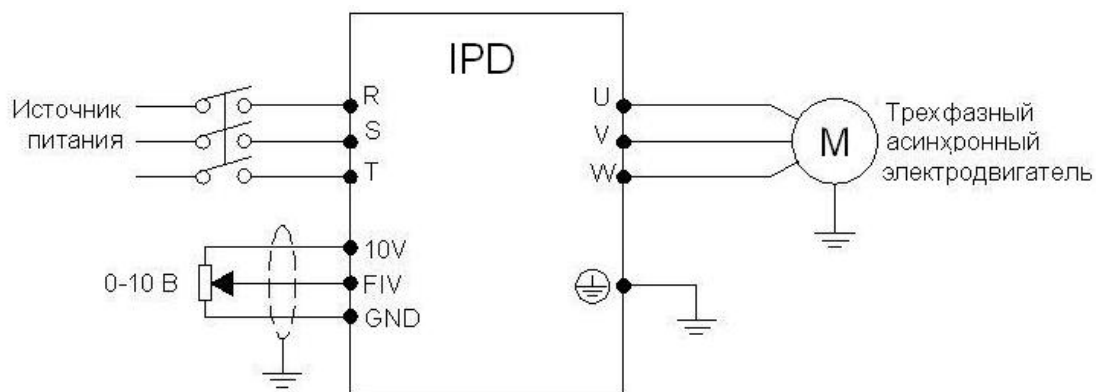 IPD
Источник
питания
R
S
T
U
V
W
M
Трехфазный
асинхронный
электродвигатель
0-10 В
10V
FIV
GND